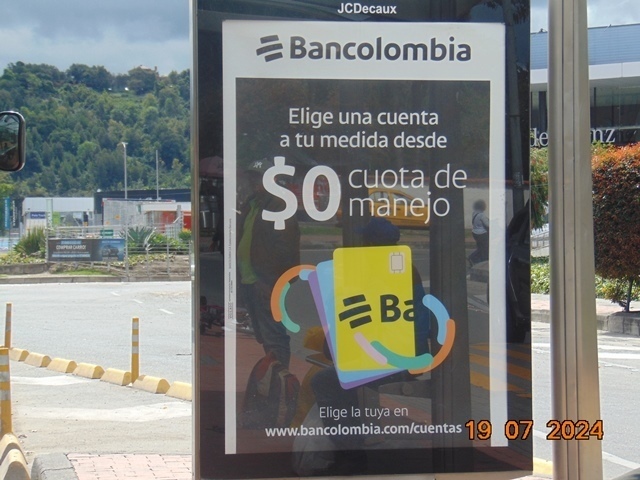 JCDecaux
Bancolombia
Elige una cuenta
a tu medida desde
$0 cuota de
manejo
Ba
Elige la tuya en
www.bancolombia.com/cuentas
19 07 2024